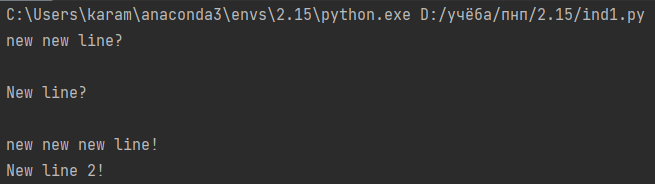 C:\Users\karam\anaconda3\envs\2.15\python.exe D:/учёба/пнп/2.15/ind1.py
new new line?
New line?
new new new line!
New line 2!